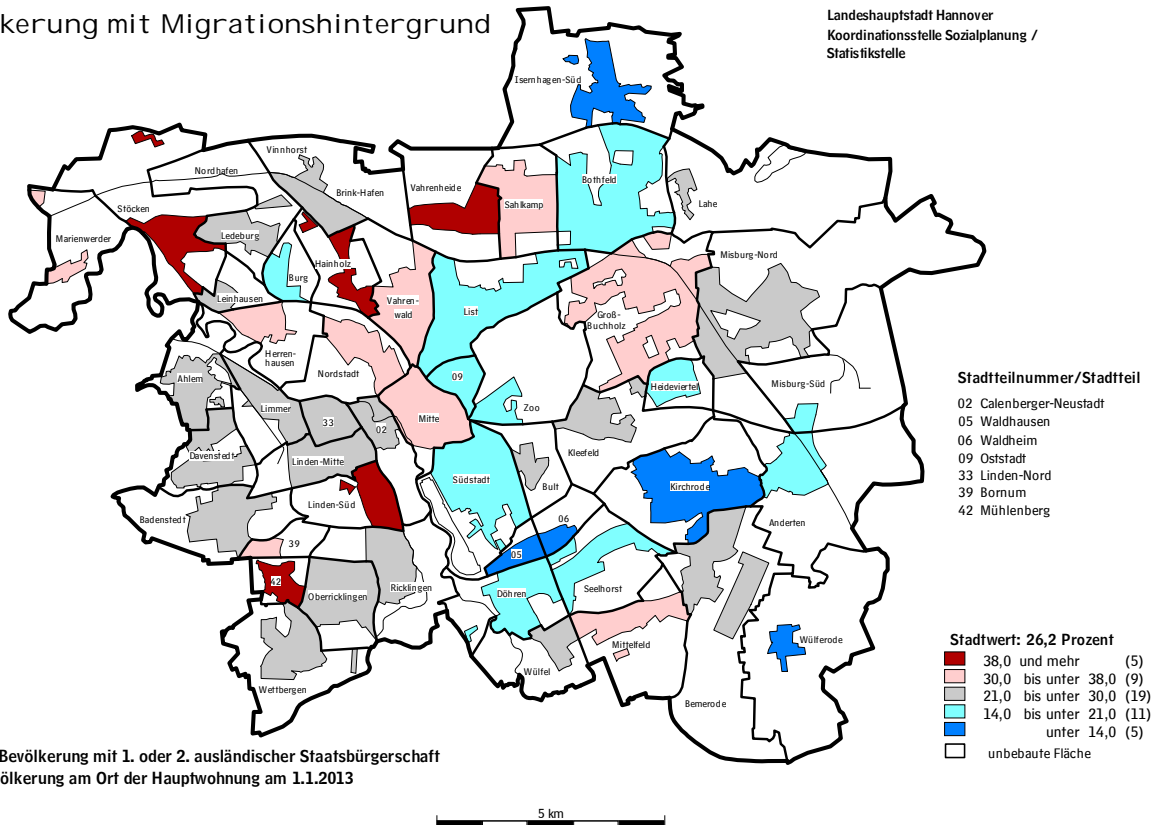 kerung mit Migrationshintergrund
Landeshauptstadt Hannover
Koordinationsstelle Sozialplanung /
Statistikstelle
Isernhagen-Süd
Vinnhorst
Nordhafen
Brink-Hafen
Vahrenheide
Sahlkamp
Bothfeld
Lahe
Stöcken
Marienwerder
Ledeburg
Burg
Hainholz
Leinhausen
Vahren-
wald
List
Groß-
Buchholz
Misburg-Nord
Herren-
hausen
Nordstadt
09
Zoo
Heideviertel
Misburg-Süd
Ahlem
Limmer
33
02
Mitte
Davenstedt
Linden-Mitte
Kleefeld
Südstadt
Bult
Kirchrode
Linden-Süd
Badenstedt
06
Anderten
39
05
42
Oberricklingen
Ricklingen
Döhren
Seelhorst
Mittelfeld
Wülferode
Wettbergen
Wülfel
Bemerode
Stadtteilnummer/Stadtteil
02 Calenberger-Neustadt
05 Waldhausen
06 Waldheim
09 Oststadt
33 Linden-Nord
39 Bornum
42 Mühlenberg
Stadtwert: 26,2 Prozent
38,0 und mehr (5)
30,0 bis unter 38,0 (9)
21,0 bis unter 30,0 (19)
14,0 bis unter 21,0 (11)
unter 14,0 (5)
unbebaute Fläche
Bevölkerung mit 1. oder 2. ausländischer Staatsbürgerschaft
ölkerung am Ort der Hauptwohnung am 1.1.2013
5 km